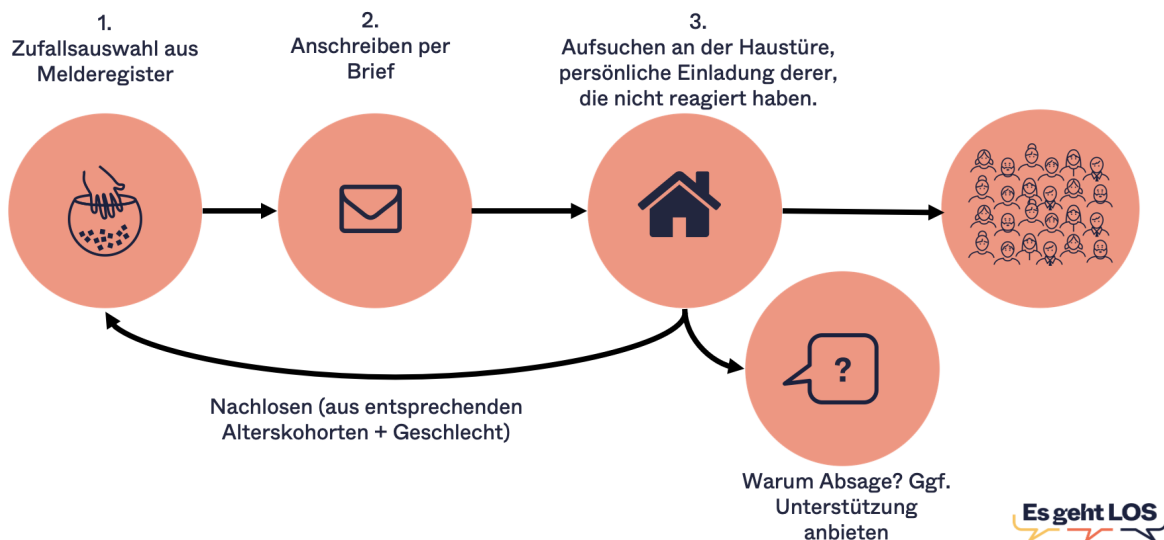 1.
Zufallsauswahl aus
Melderegister
2.
Anschreiben per
Brief
3.
Aufsuchen an der Haustüre,
persönliche Einladung derer,
die nicht reagiert haben.
?
Nachlosen (aus entsprechenden
Alterskohorten + Geschlecht)
Warum Absage? Ggf.
Unterstützung
anbieten
Es geht LOS